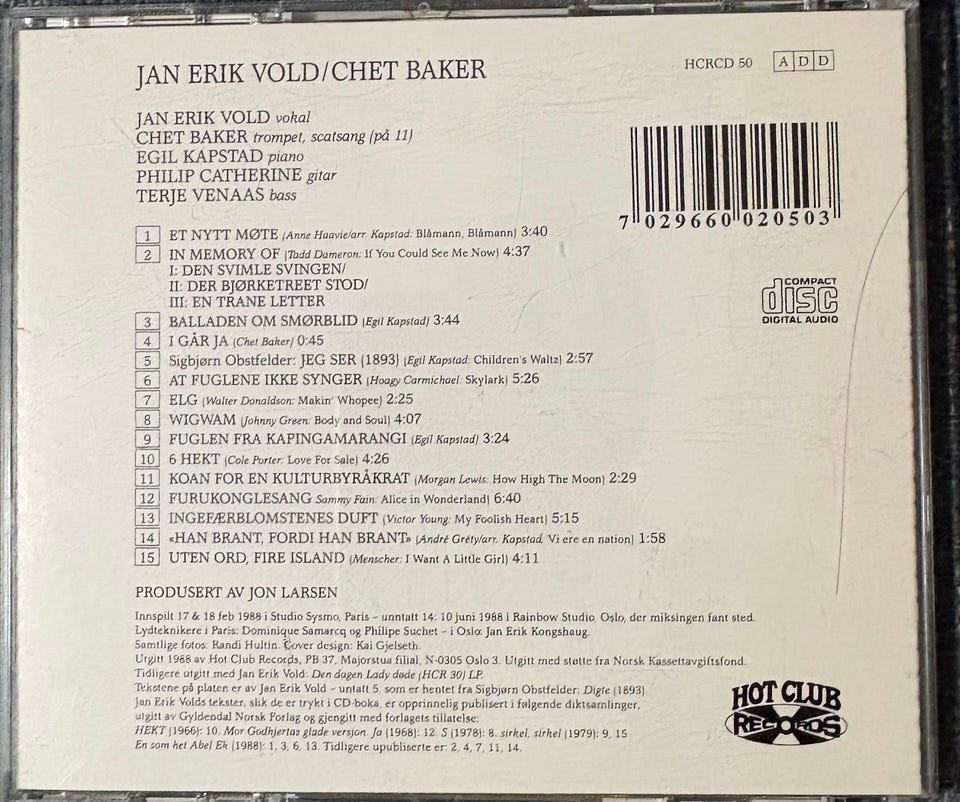 JAN ERIK VOLD/CHET BAKER
HCRCD 50 A D D
JAN ERIK VOLD vokal
CHET BAKER trompet, scatsang (på 11)
EGIL KAPSTAD piano
PHILIP CATHERINE gitar
TERJE VENAAS bass
7 029660 020503
1 ET NYTT MØTE (Anne Haavie/arr. Kapstad: Blåmann, Blåmann) 3:40
2 IN MEMORY OF (Tadd Dameron: If You Could See Me Now) 4:37
I: DEN SVIMLE SVINGEN/
II: DER BJØRKETREET STOD/
III: EN TRANE LETTER
COMPACT
disc
DIGITAL AUDIO
3 BALLADEN OM SMØRBLID (Egil Kapstad) 3:44
4 I GÅR JA (Chet Baker) 0:45
5 Sigbjørn Obstfelder: JEG SER (1893) (Egil Kapstad: Children's Waltz) 2:57
6 AT FUGLENE IKKE SYNGER (Hoagy Carmichael: Skylark) 5:26
7 ELG (Walter Donaldson: Makin' Whopee) 2:25
8 WIGWAM (Johnny Green: Body and Soul) 4:07
9 FUGLEN FRA KAPINGAMARANGI (Egil Kapstad) 3:24
10 6 HEKT (Cole Porter: Love For Sale) 4:26
11 KOAN FOR EN KULTURBYRÅKRAT (Morgan Lewis: How High The Moon) 2:29
12 FURUKONGLESANG Sammy Fain: Alice in Wonderland) 6:40
13 INGEFÆRBLOMSTENES DUFT (Victor Young: My Foolish Heart) 5:15
14 «HAN BRANT, FORDI HAN BRANT» (André Gréty/arr. Kapstad: Vi ere en nation) 1:58
15 UTEN ORD, FIRE ISLAND (Menscher: I Want A Little Girl) 4:11
PRODUSERT AV JON LARSEN
Innspilt 17 & 18 feb 1988 i Studio Sysmo, Paris – unntatt 14: 10 juni 1988 i Rainbow Studio, Oslo, der miksingen fant sted.
Lydteknikere i Paris: Dominique Samarcq og Philipe Suchet – i Oslo: Jan Erik Kongshaug.
Samtlige fotos: Randi Hultin. Cover design: Kai Gjelseth.
Utgitt 1988 av Hot Club Records, PB 37, Majorstua filial, N-0305 Oslo 3. Utgitt med støtte fra Norsk Kassettavgiftsfond.
Tidligere utgitt med Jan Erik Vold: Den dagen Lady døde (HCR 30) LP.
Tekstene på platen er av Jan Erik Vold – untatt 5, som er hentet fra Sigbjørn Obstfelder: Digte (1893).
Jan Erik Volds tekster, slik de er trykt i CD-boka, er opprinnelig publisert i følgende diktsamlinger,
utgitt av Gyldendal Norsk Forlag og gjengitt med forlagets tillatelse:
HEKT (1966): 10. Mor Godhjertas glade versjon. Ja (1968): 12. S (1978): 8. sirkel, sirkel (1979): 9, 15.
En som het Abel Ek (1988): 1, 3, 6, 13. Tidligere upubliserte er: 2, 4, 7, 11, 14.
HOT CLUB
RECORDS